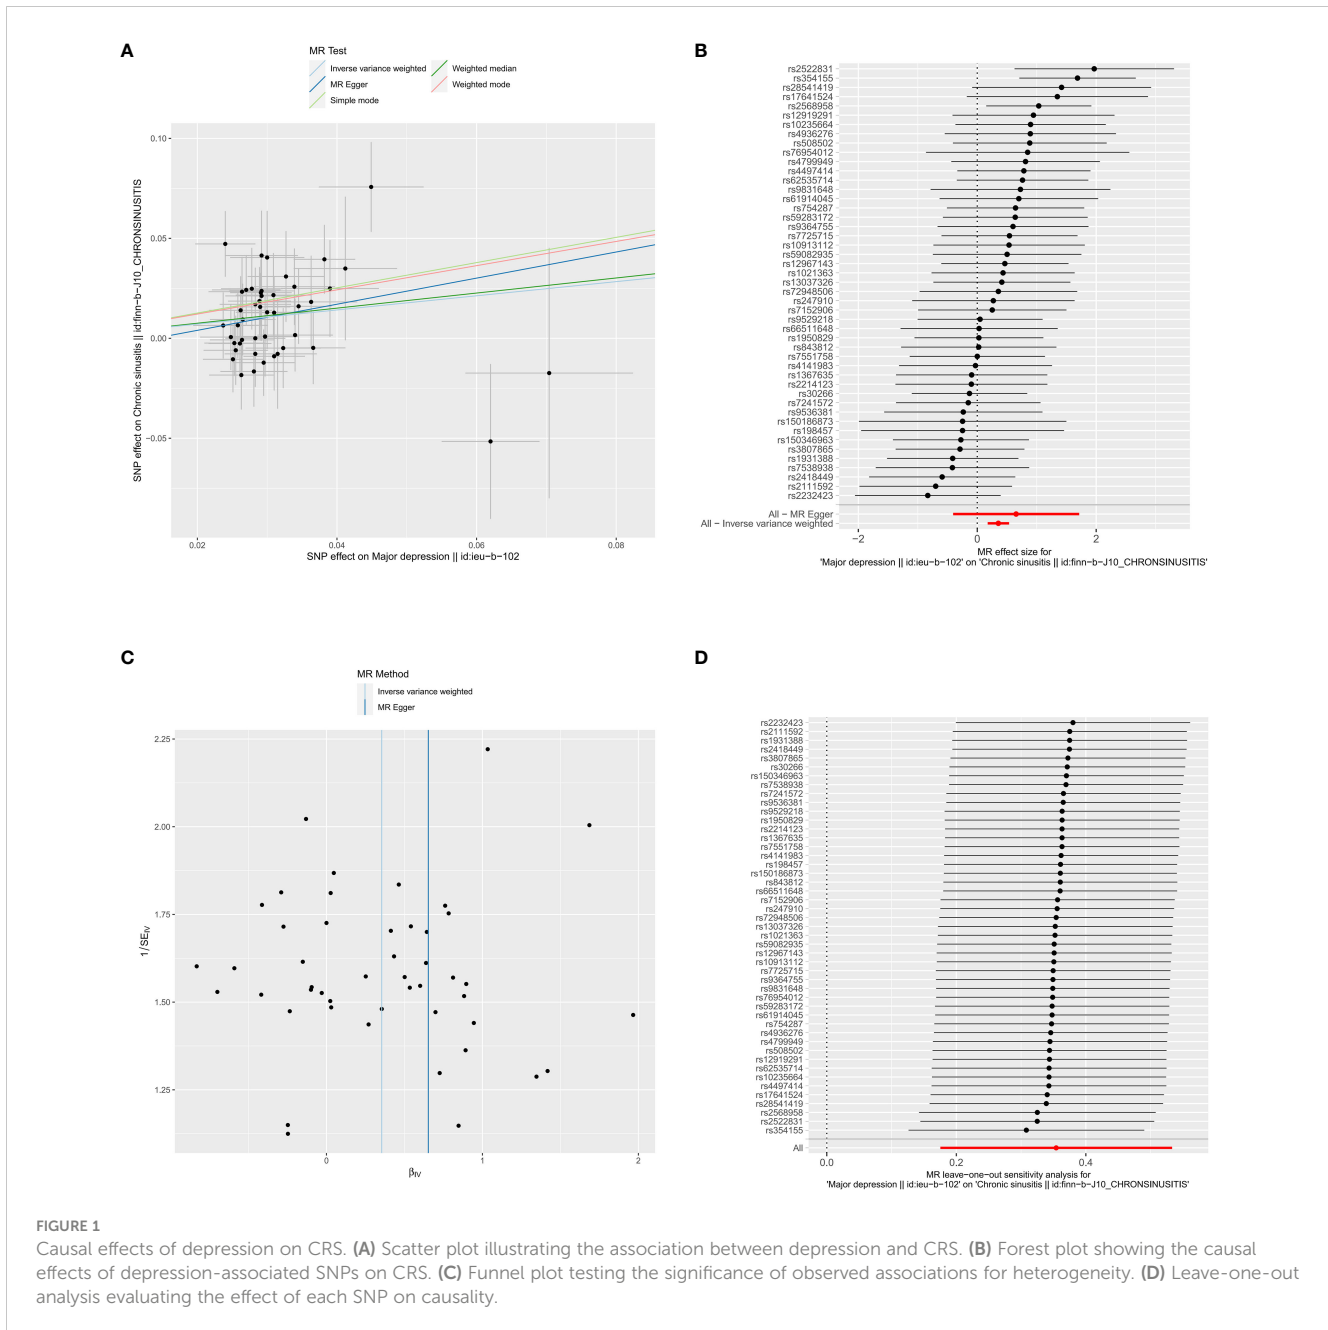 A
MR Test
Inverse variance weighted
Weighted median
MR Egger
Weighted mode
Simple mode
0.10
0.05
0.00
−0.05
SNP effect on Chronic sinusitis || id:finn−b−J10_CHRONSINUSITIS
0.02
0.04
0.06
0.08
SNP effect on Major depression || id:ieu−b−102
B
rs2522831
rs354155
rs28541419
rs17641524
rs2568958
rs12919291
rs10235664
rs4936276
rs508502
rs76954012
rs4799949
rs4497414
rs62535714
rs9831648
rs61914045
rs754287
rs59283172
rs9364755
rs7725715
rs10913112
rs59082935
rs12967143
rs1021363
rs13037326
rs72948506
rs247910
rs7152906
rs9529218
rs66511648
rs1950829
rs843812
rs7551758
rs4141983
rs1367635
rs2214123
rs30266
rs7241572
rs9536381
rs150186873
rs198457
rs150346963
rs3807865
rs1931388
rs7538938
rs2418449
rs2111592
rs2232423
All − MR Egger
All − Inverse variance weighted
−2
0
2
MR effect size for
'Major depression || id:ieu−b−102' on 'Chronic sinusitis || id:finn−b−J10_CHRONSINUSITIS'
C
MR Method
Inverse variance weighted
MR Egger
2.25
2.00
1.75
1.50
1.25
1/SEIV
0
1
2
βIV
D
rs2232423
rs2111592
rs1931388
rs2418449
rs3807865
rs30266
rs150346963
rs7538938
rs7241572
rs9536381
rs9529218
rs1950829
rs2214123
rs1367635
rs7551758
rs4141983
rs198457
rs150186873
rs843812
rs66511648
rs7152906
rs247910
rs72948506
rs13037326
rs1021363
rs59082935
rs12967143
rs10913112
rs7725715
rs9364755
rs9831648
rs76954012
rs59283172
rs61914045
rs754287
rs4936276
rs4799949
rs508502
rs12919291
rs62535714
rs10235664
rs4497414
rs17641524
rs28541419
rs2568958
rs2522831
rs354155
All
0.0
0.2
0.4
MR leave−one−out sensitivity analysis for
'Major depression || id:ieu−b−102' on 'Chronic sinusitis || id:finn−b−J10_CHRONSINUSITIS'
FIGURE 1
Causal effects of depression on CRS. (A) Scatter plot illustrating the association between depression and CRS. (B) Forest plot showing the causal
effects of depression-associated SNPs on CRS. (C) Funnel plot testing the significance of observed associations for heterogeneity. (D) Leave-one-out
analysis evaluating the effect of each SNP on causality.